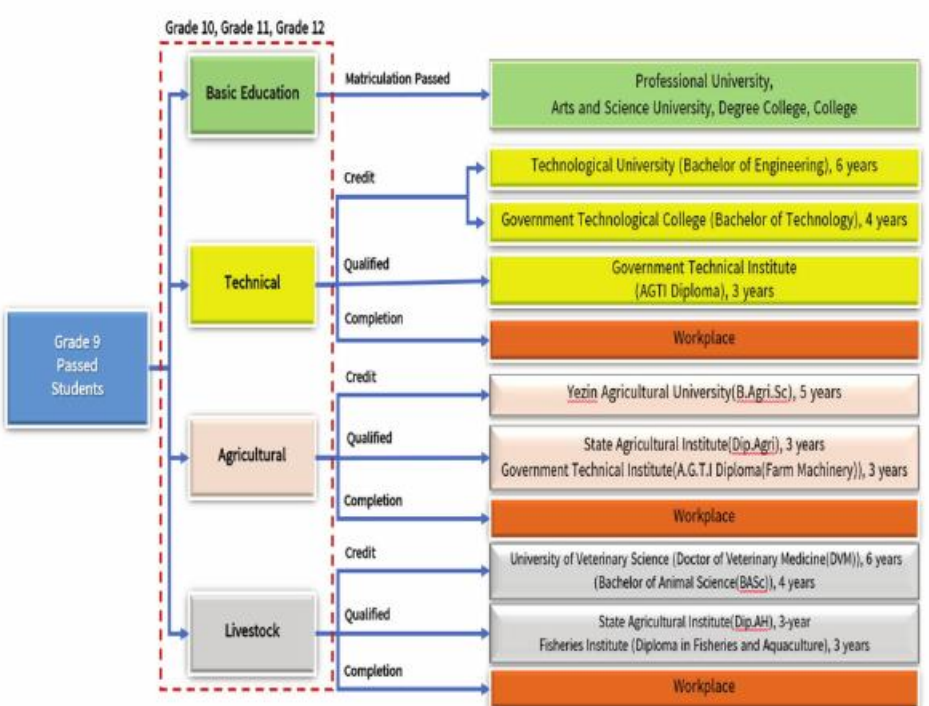 Grade 10, Grade 11, Grade 12
Grade 9
Passed
Students
Basic Education
Matriculation Passed
Professional University,
Arts and Science University, Degree College, College
Technical
Credit
Technological University (Bachelor of Engineering), 6 years
Government Technological College (Bachelor of Technology), 4 years
Qualified
Government Technical Institute
(AGTI Diploma), 3 years
Completion
Workplace
Agricultural
Credit
Yezin Agricultural University(B.Agri.Sc), 5 years
Qualified
State Agricultural Institute(Dip.Agri), 3 years
Government Technical Institute(A.G.T.I Diploma(Farm Machinery)), 3 years
Completion
Workplace
Livestock
Credit
University of Veterinary Science (Doctor of Veterinary Medicine(DVM)), 6 years
(Bachelor of Animal Science(BASc)), 4 years
Qualified
State Agricultural Institute(Dip.AH), 3-year
Fisheries Institute (Diploma in Fisheries and Aquaculture), 3 years
Completion
Workplace